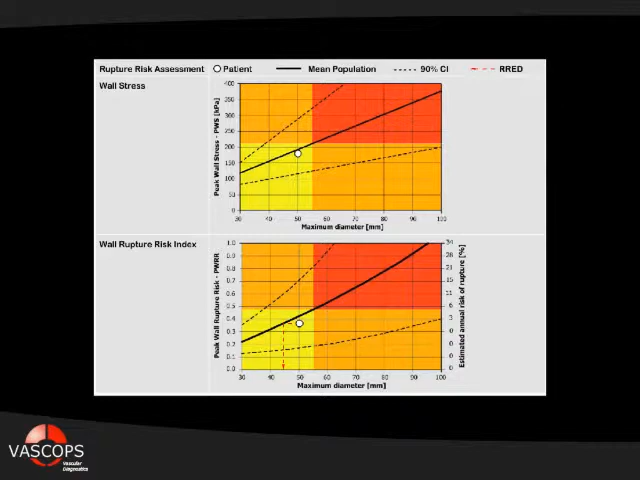 Rupture Risk Assessment
Patient
Mean Population
90% CI
RRED
Wall Stress
Peak Wall Stress - PWS [kPa]
400
350
300
250
200
150
100
50
0
30 40 50 60 70 80 90 100
Maximum diameter [mm]
Wall Rupture Risk Index
Peak Wall Rupture Risk - PWRR
1.0
0.9
0.8
0.7
0.6
0.5
0.4
0.3
0.2
0.1
0.0
34
28
21
15
11
6
3
0
0
0
0
Estimated annual risk of rupture [%]
30 40 50 60 70 80 90 100
Maximum diameter [mm]
VASCOPS
Vascular
Diagnostics